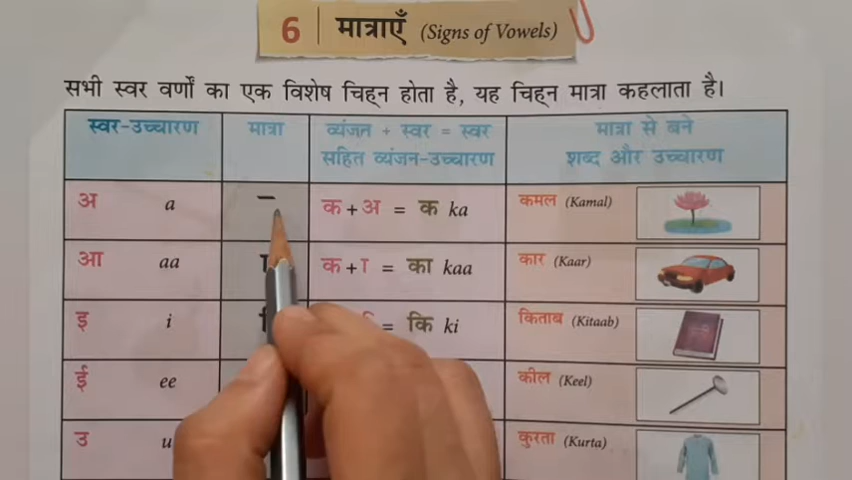 6 | मात्राएँ (Signs of Vowels)
सभी स्वर वर्णों का एक विशेष चिह्न होता है, यह चिह्न मात्रा कहलाता है।
स्वर-उच्चारण मात्रा व्यंजन + स्वर = स्वर सहित व्यंजन-उच्चारण मात्रा से बने शब्द और उच्चारण
अ a – क + अ = क ka कमल (Kamal)
आ aa ा क + ा = का kaa कार (Kaar)
इ i = कि ki किताब (Kitaab)
ई ee कील (Keel)
उ u कुरता (Kurta)